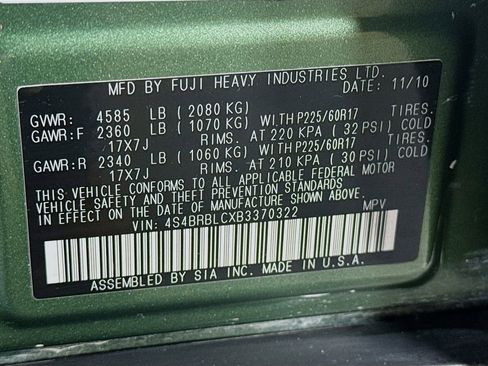 MFD BY FUJI HEAVY INDUSTRIES LTD.
DATE: 11/10
GVWR: 4585 LB ( 2080 KG)
GAWR:F 2360 LB ( 1070 KG) WITH P225/60R17 TIRES.
17X7J RIMS. AT 220 KPA ( 32 PSI) COLD
GAWR:R 2340 LB ( 1060 KG) WITH P225/60R17 TIRES.
17X7J RIMS. AT 210 KPA ( 30 PSI) COLD
THIS VEHICLE CONFORMS TO ALL APPLICABLE FEDERAL MOTOR
VEHICLE SAFETY AND THEFT PREVENTION STANDARDS
IN EFFECT ON THE DATE OF MANUFACTURE SHOWN ABOVE.
VIN: 4S4BRBLCXB3370322 MPV
ASSEMBLED BY SIA INC. MADE IN U.S.A.